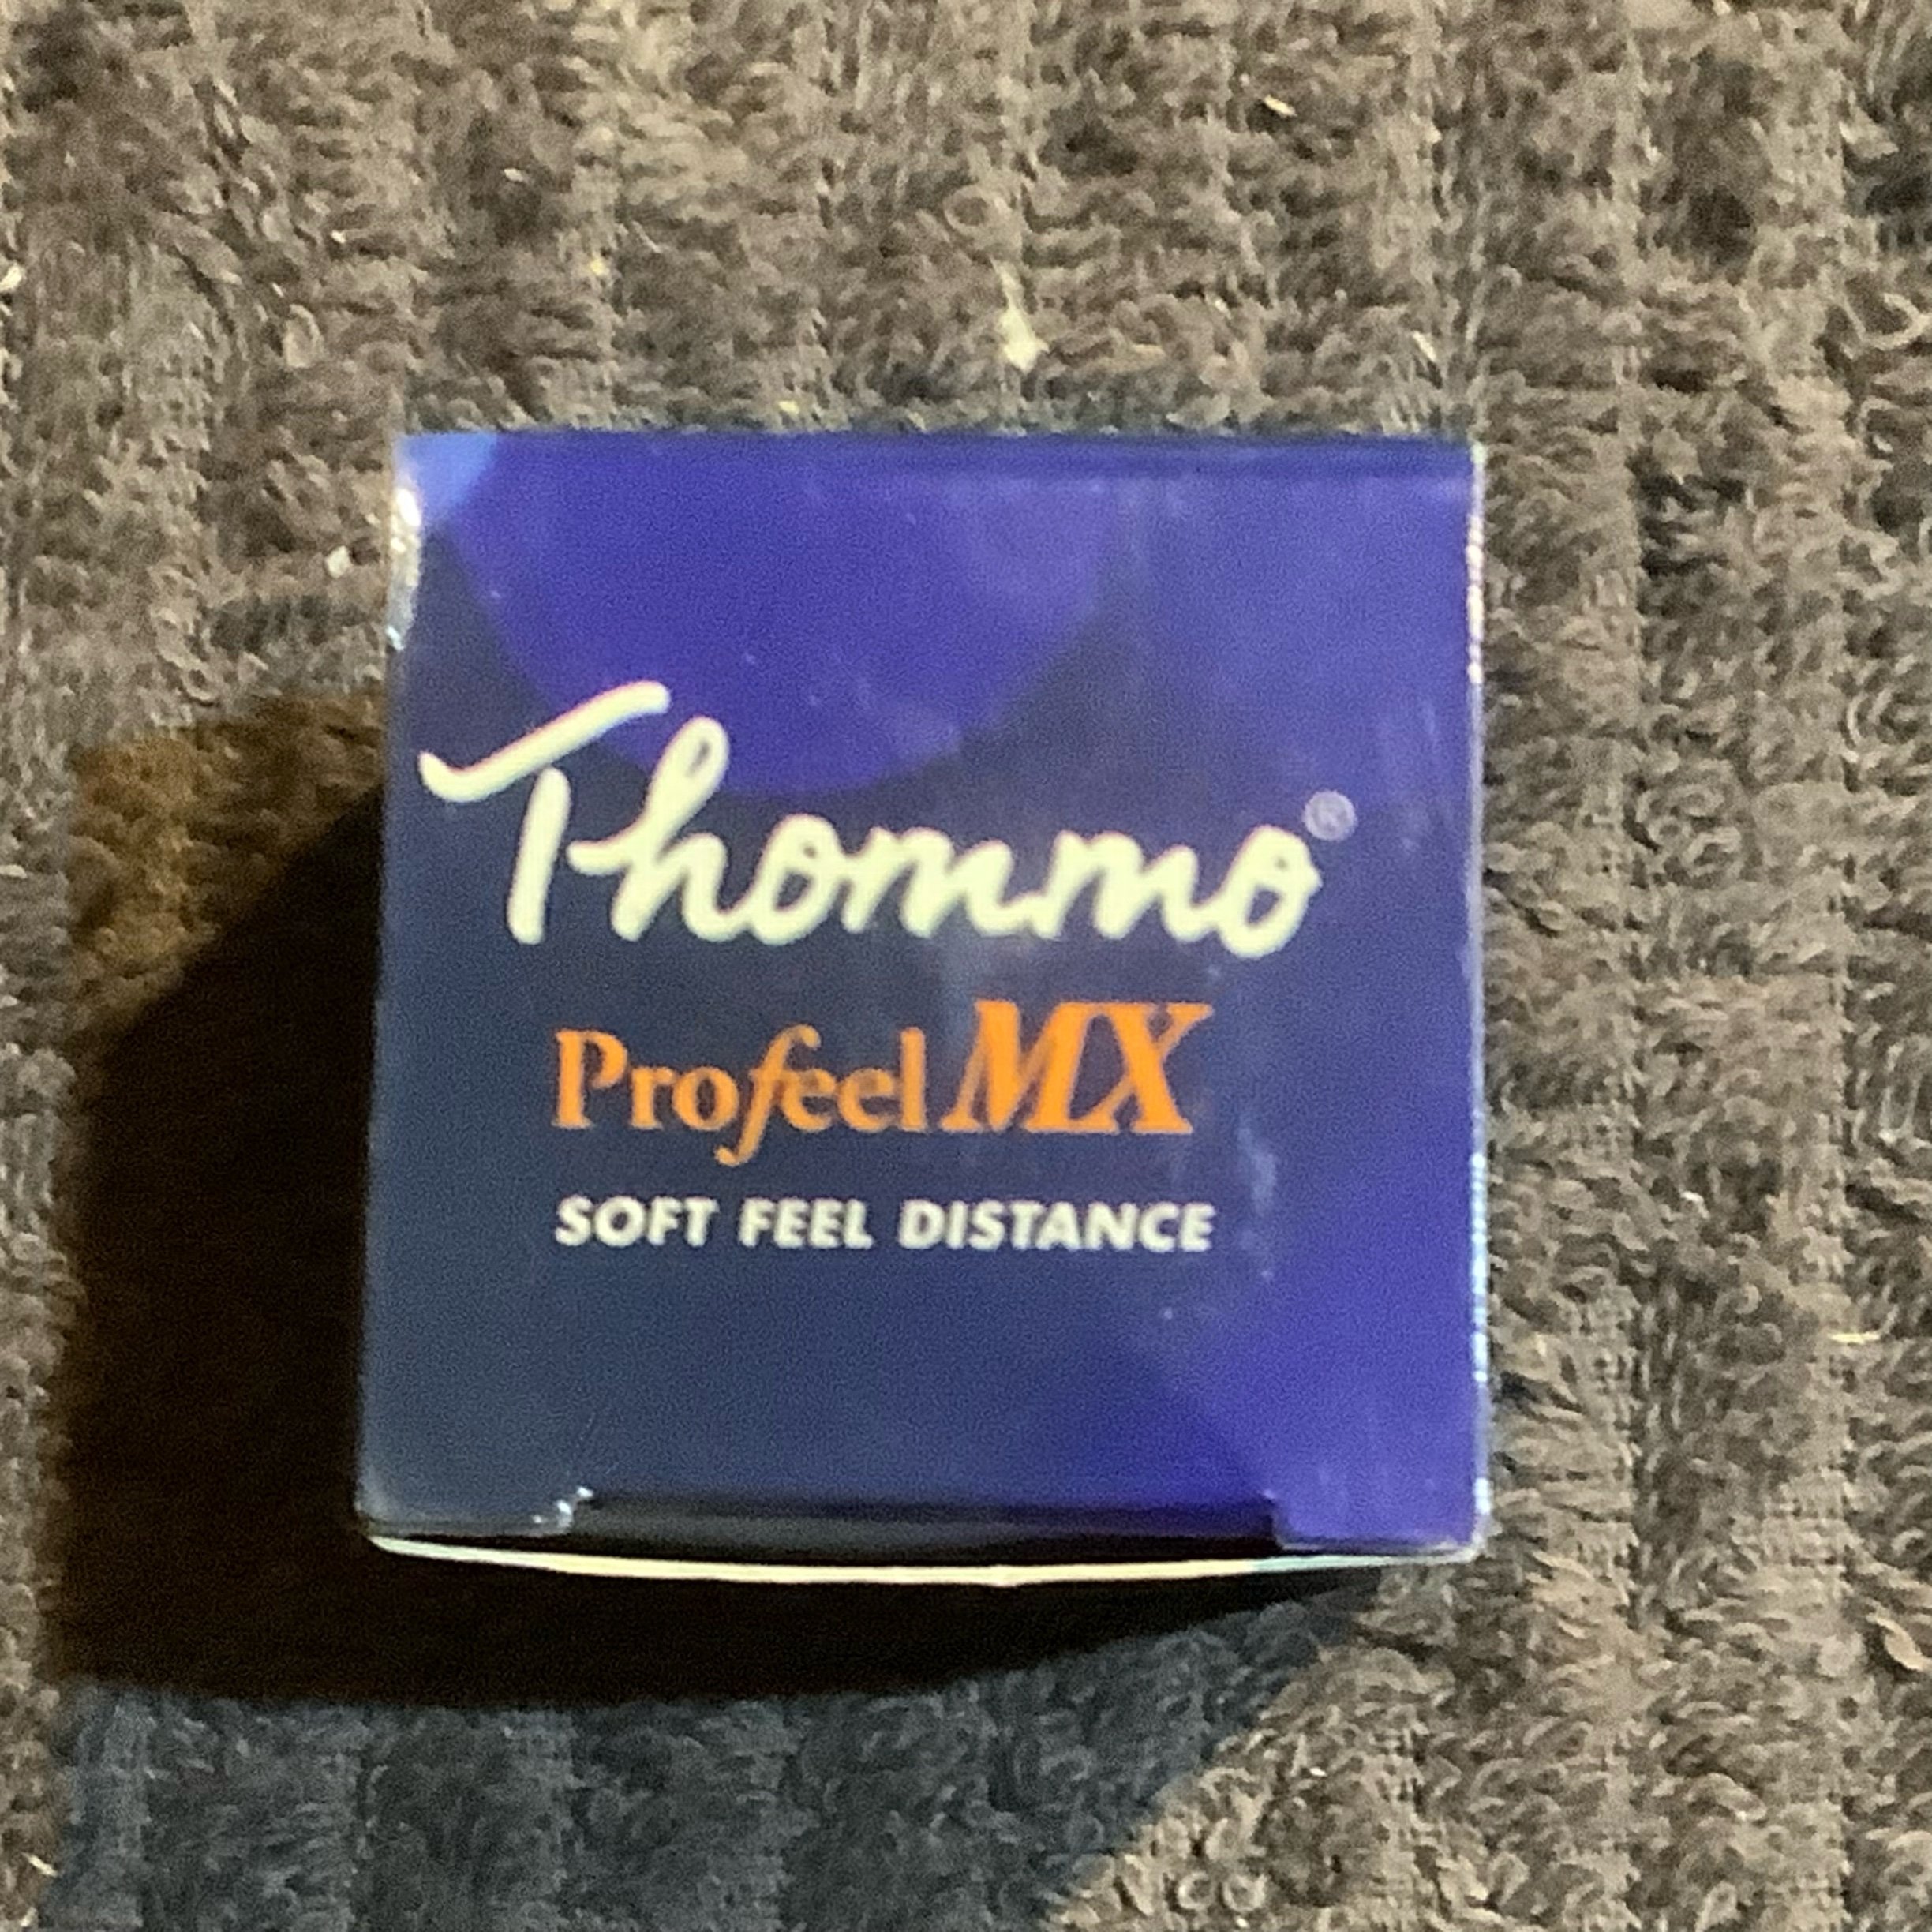 Thommo®
Profeel MX
SOFT FEEL DISTANCE